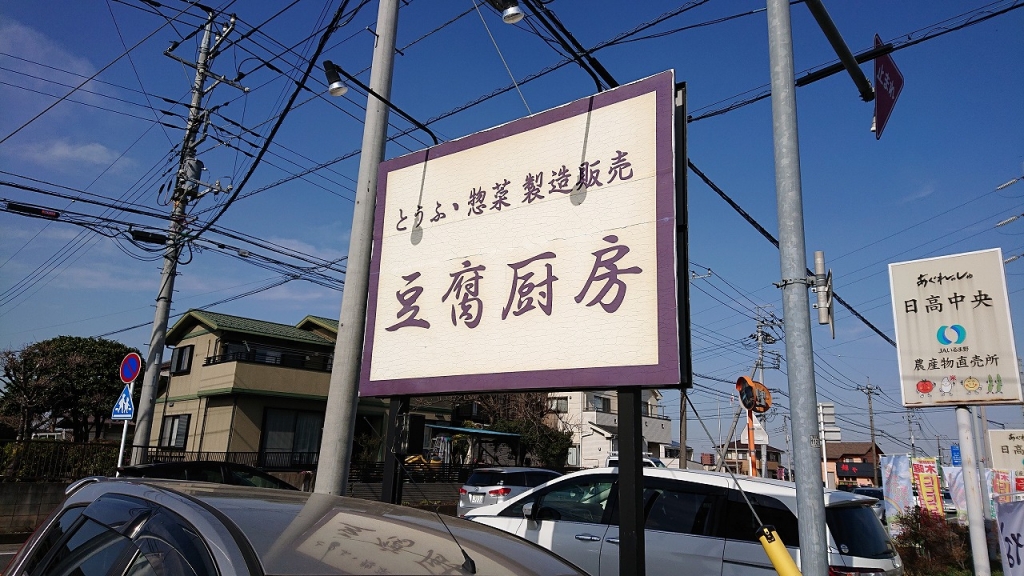 とうふ、惣菜 製造販売
豆腐厨房
あぐれっしゅ
日高中央
JAいるま野
農産物直売所